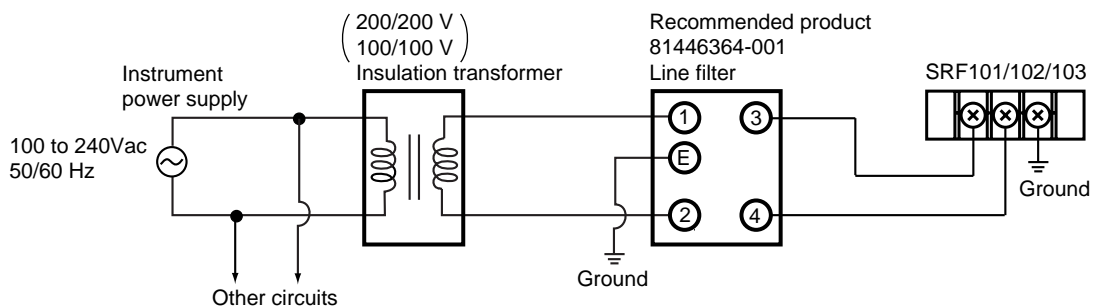 200/200 V
100/100 V
Insulation transformer
Recommended product
81446364-001
Line filter
SRF101/102/103
Instrument
power supply
100 to 240Vac
50/60 Hz
1
3
E
2
4
Ground
Ground
Other circuits